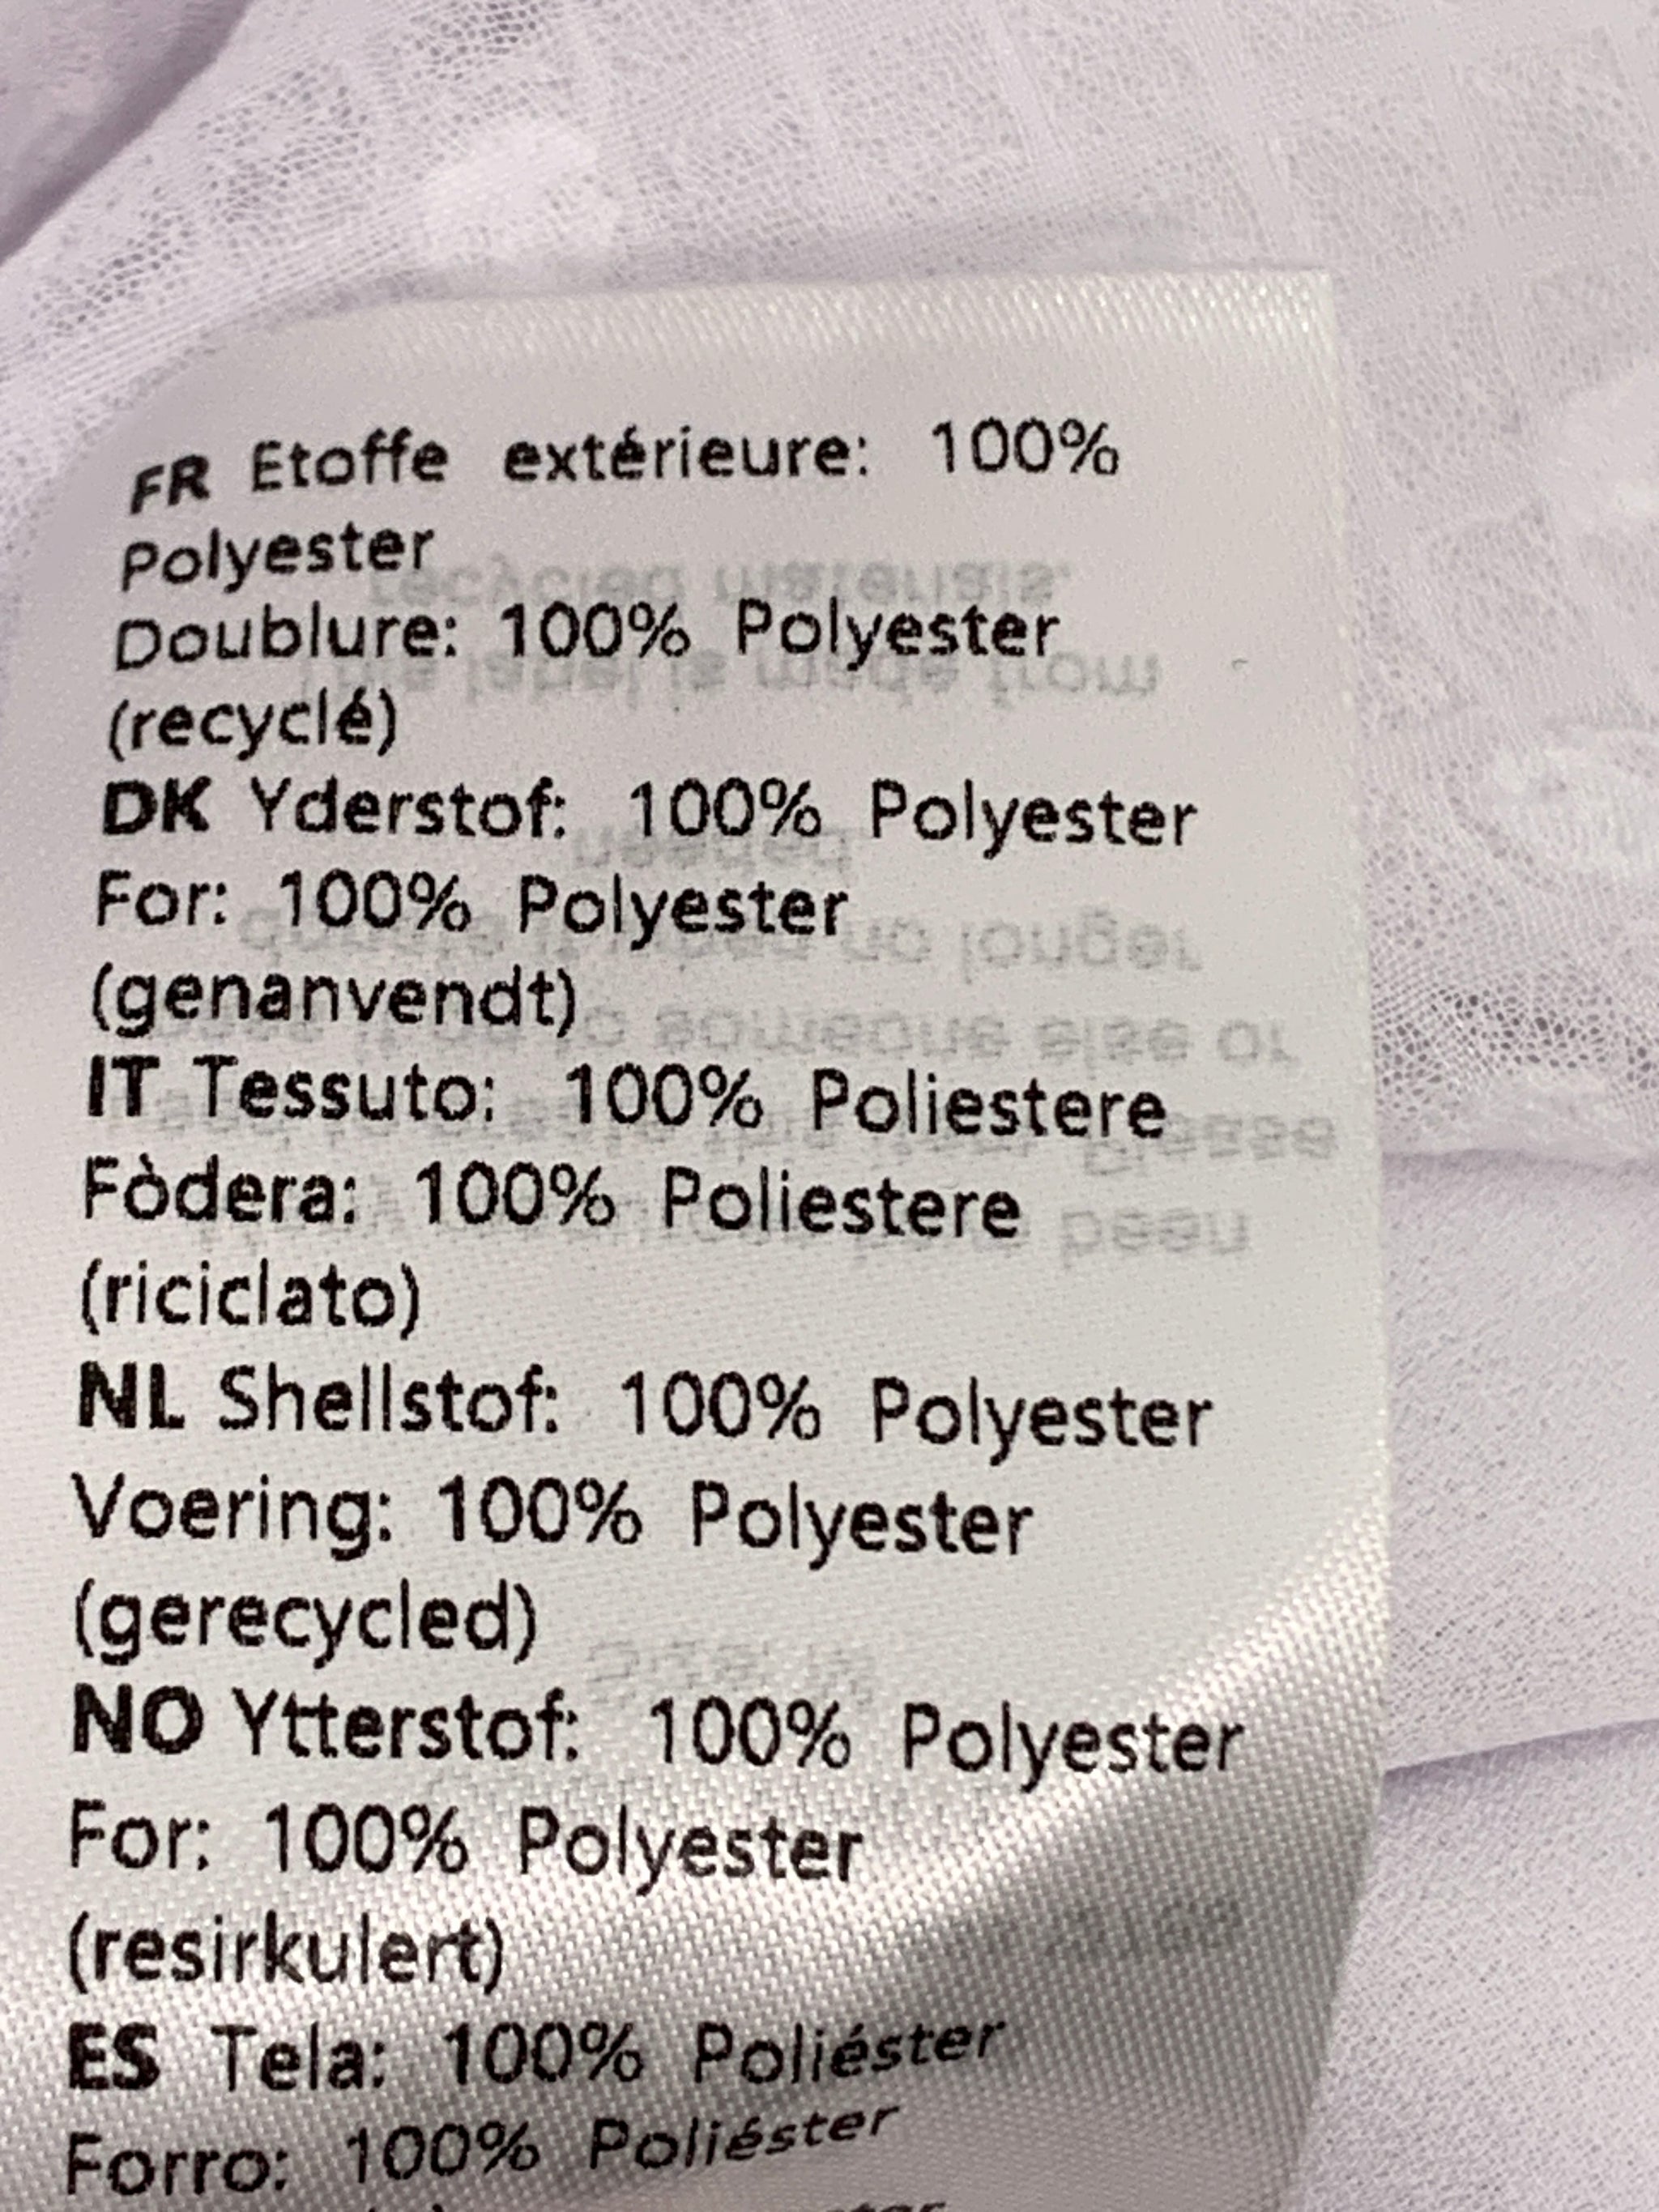 FR Etoffe extérieure: 100%
Polyester
Doublure: 100% Polyester
(recyclé)
DK Yderstof: 100% Polyester
For: 100% Polyester
(genanvendt)
IT Tessuto: 100% Poliestere
Fòdera: 100% Poliestere
(riciclato)
NL Shellstof: 100% Polyester
Voering: 100% Polyester
(gerecycled)
NO Ytterstof: 100% Polyester
For: 100% Polyester
(resirkulert)
ES Tela: 100% Poliéster
Forro: 100% Poliéster